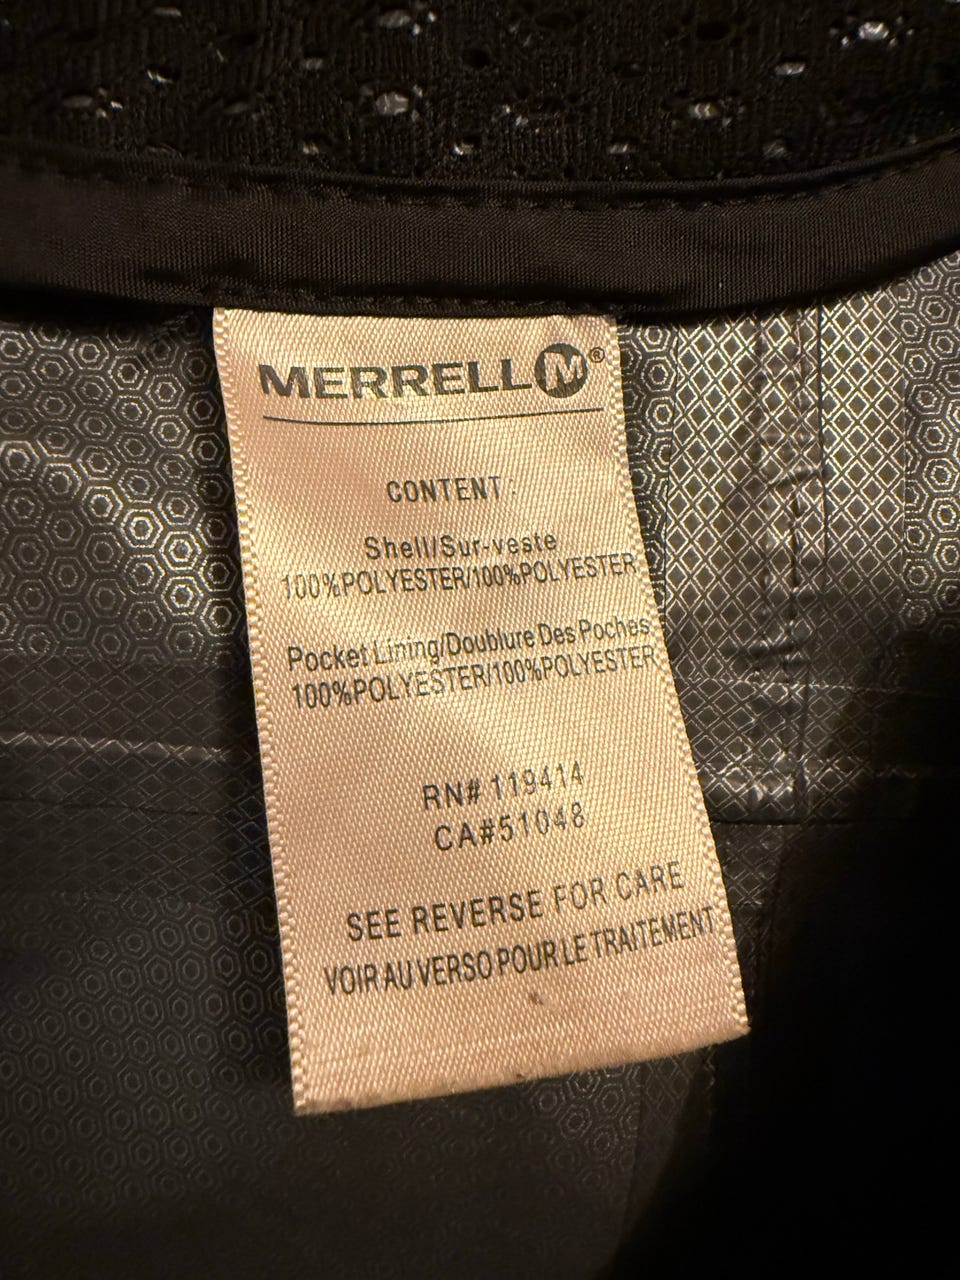 MERRELL M®
CONTENT:
Shell/Sur-veste
100%POLYESTER/100%POLYESTER
Pocket Lining/Doublure Des Poches
100%POLYESTER/100%POLYESTER
RN# 119414
CA#51048
SEE REVERSE FOR CARE
VOIR AU VERSO POUR LE TRAITEMENT